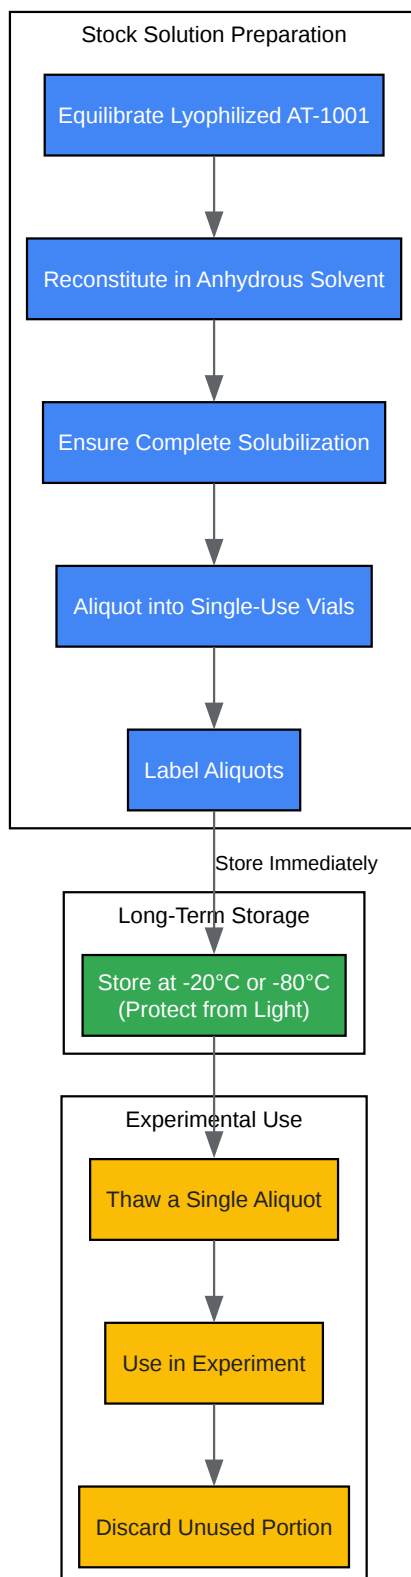 Stock Solution Preparation
Equilibrate Lyophilized AT-1001
Reconstitute in Anhydrous Solvent
Ensure Complete Solubilization
Aliquot into Single-Use Vials
Label Aliquots
Store Immediately
Long-Term Storage
Store at -20°C or -80°C
(Protect from Light)
Experimental Use
Thaw a Single Aliquot
Use in Experiment
Discard Unused Portion